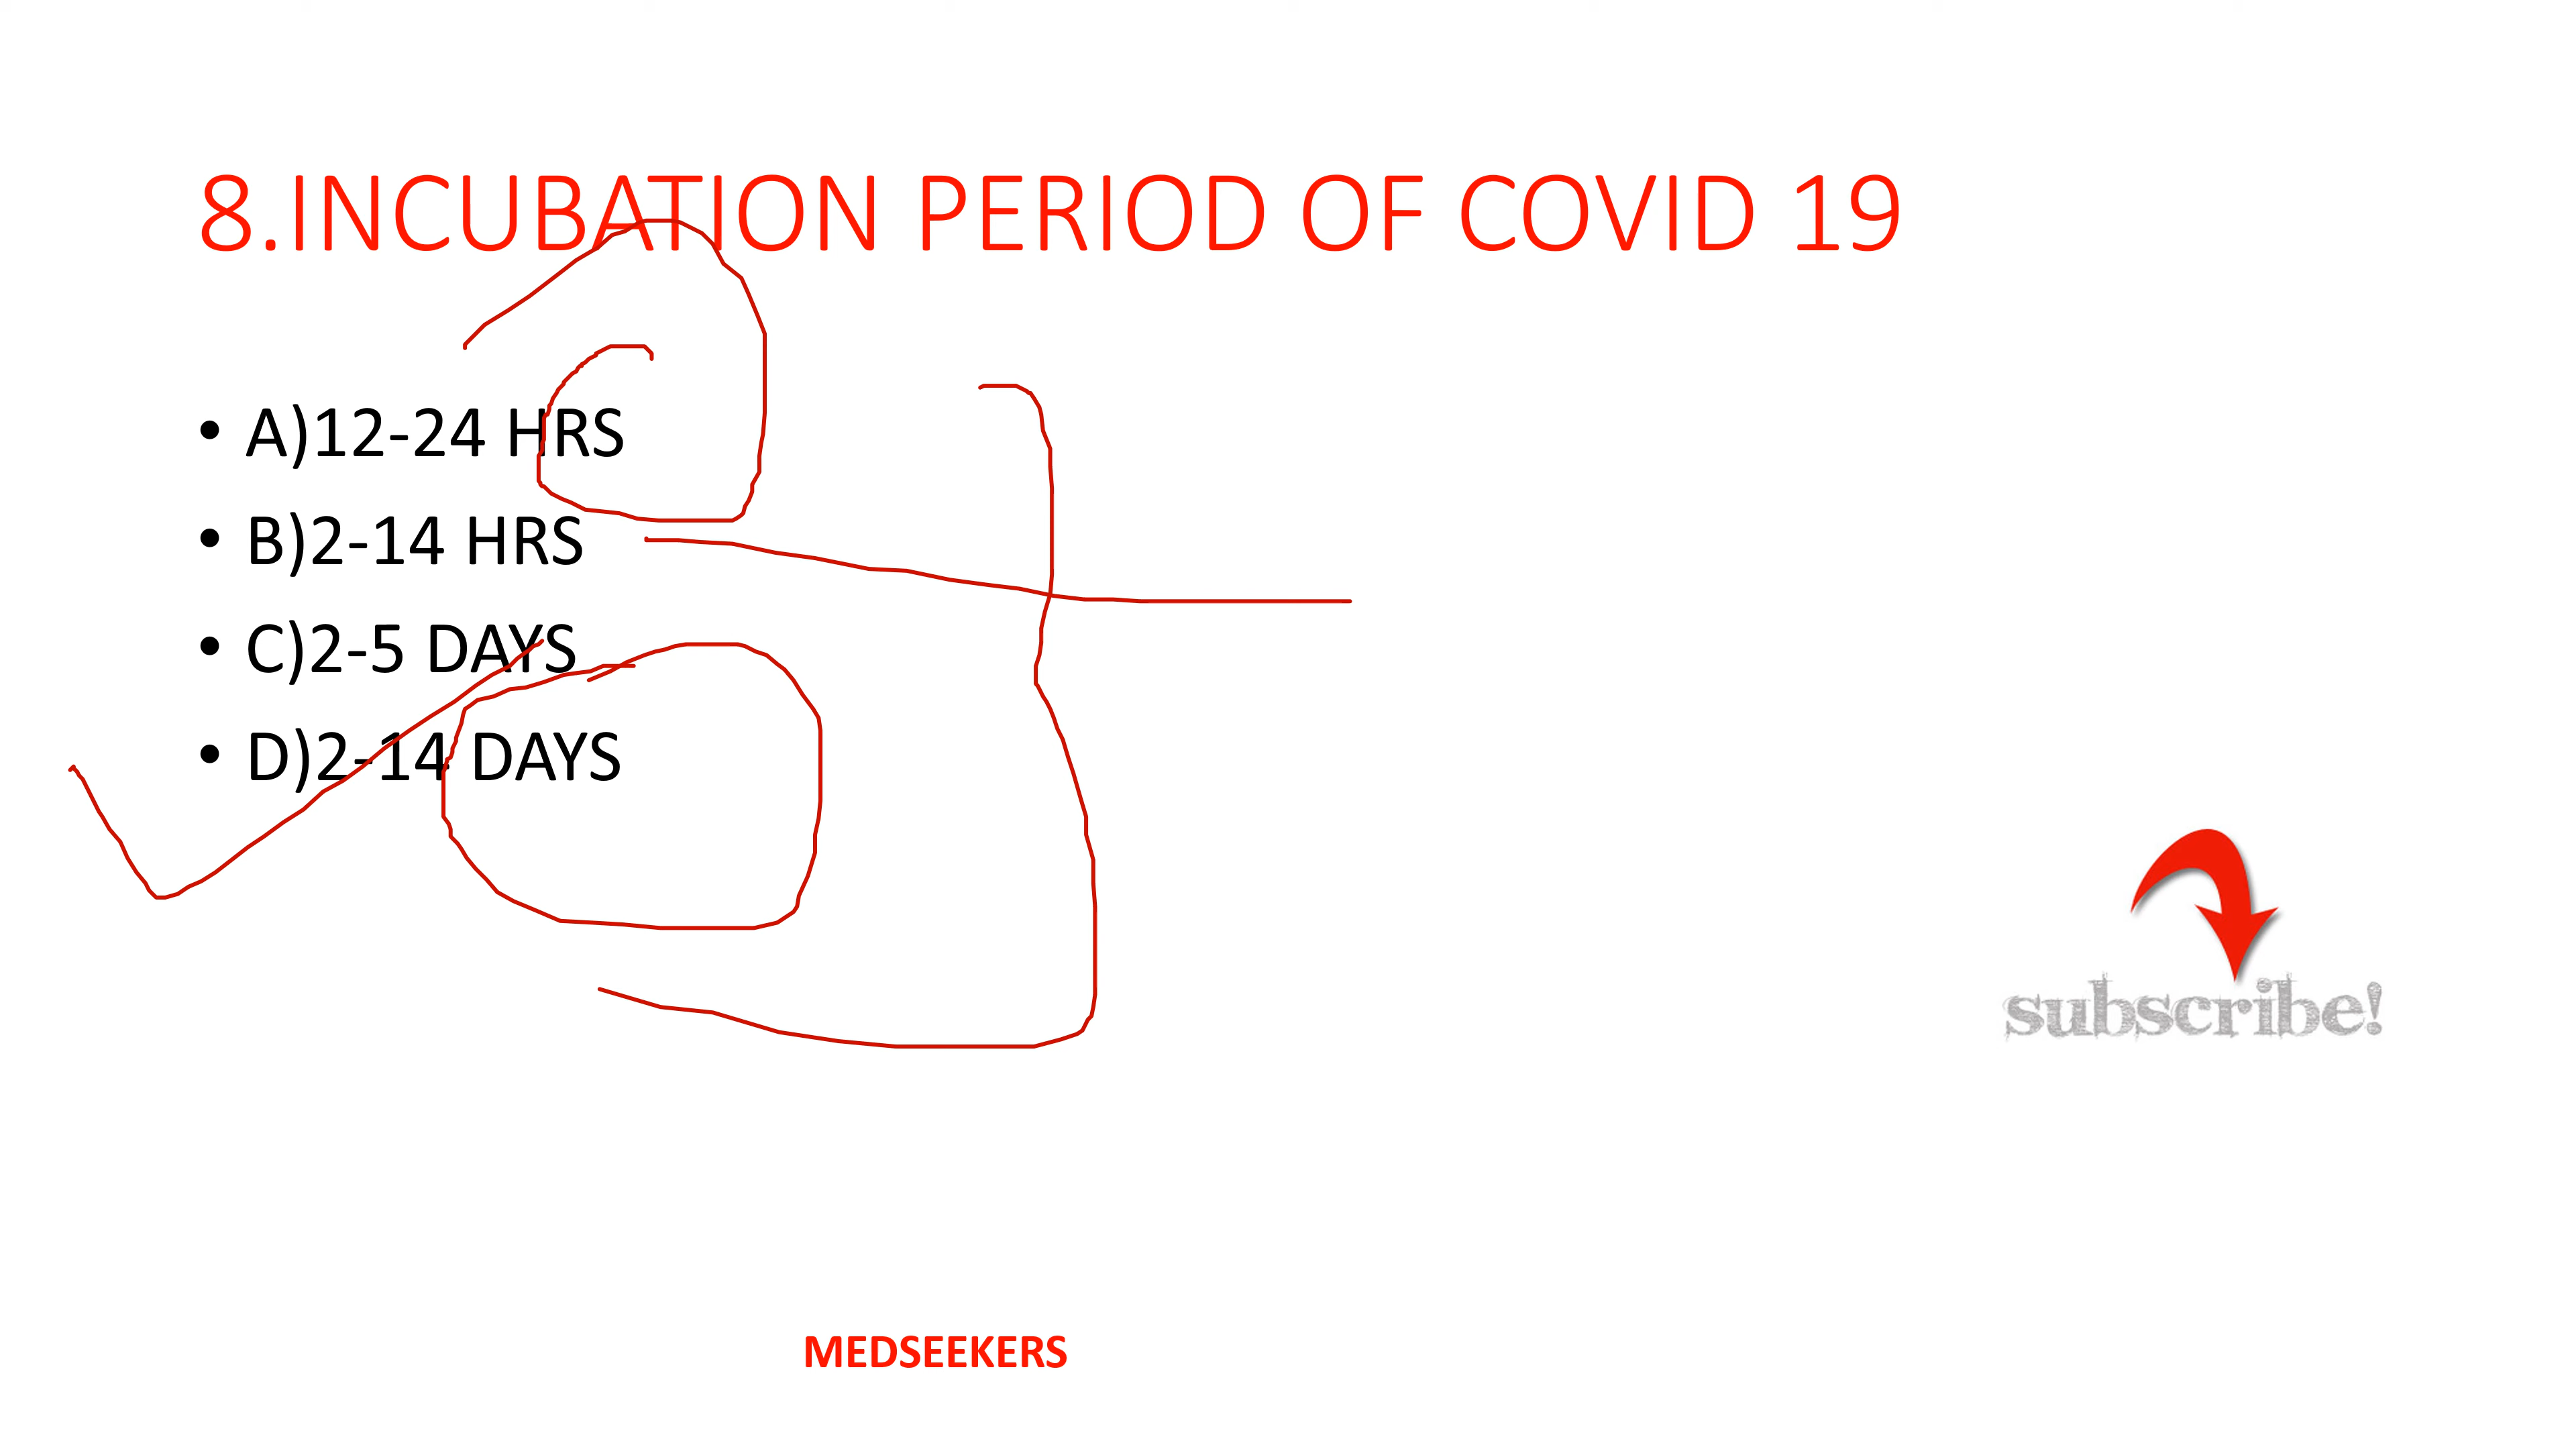 8.INCUBATION PERIOD OF COVID 19
• A)12-24 HRS
• B)2-14 HRS
• C)2-5 DAYS
• D)2-14 DAYS
subscribe!
MEDSEEKERS